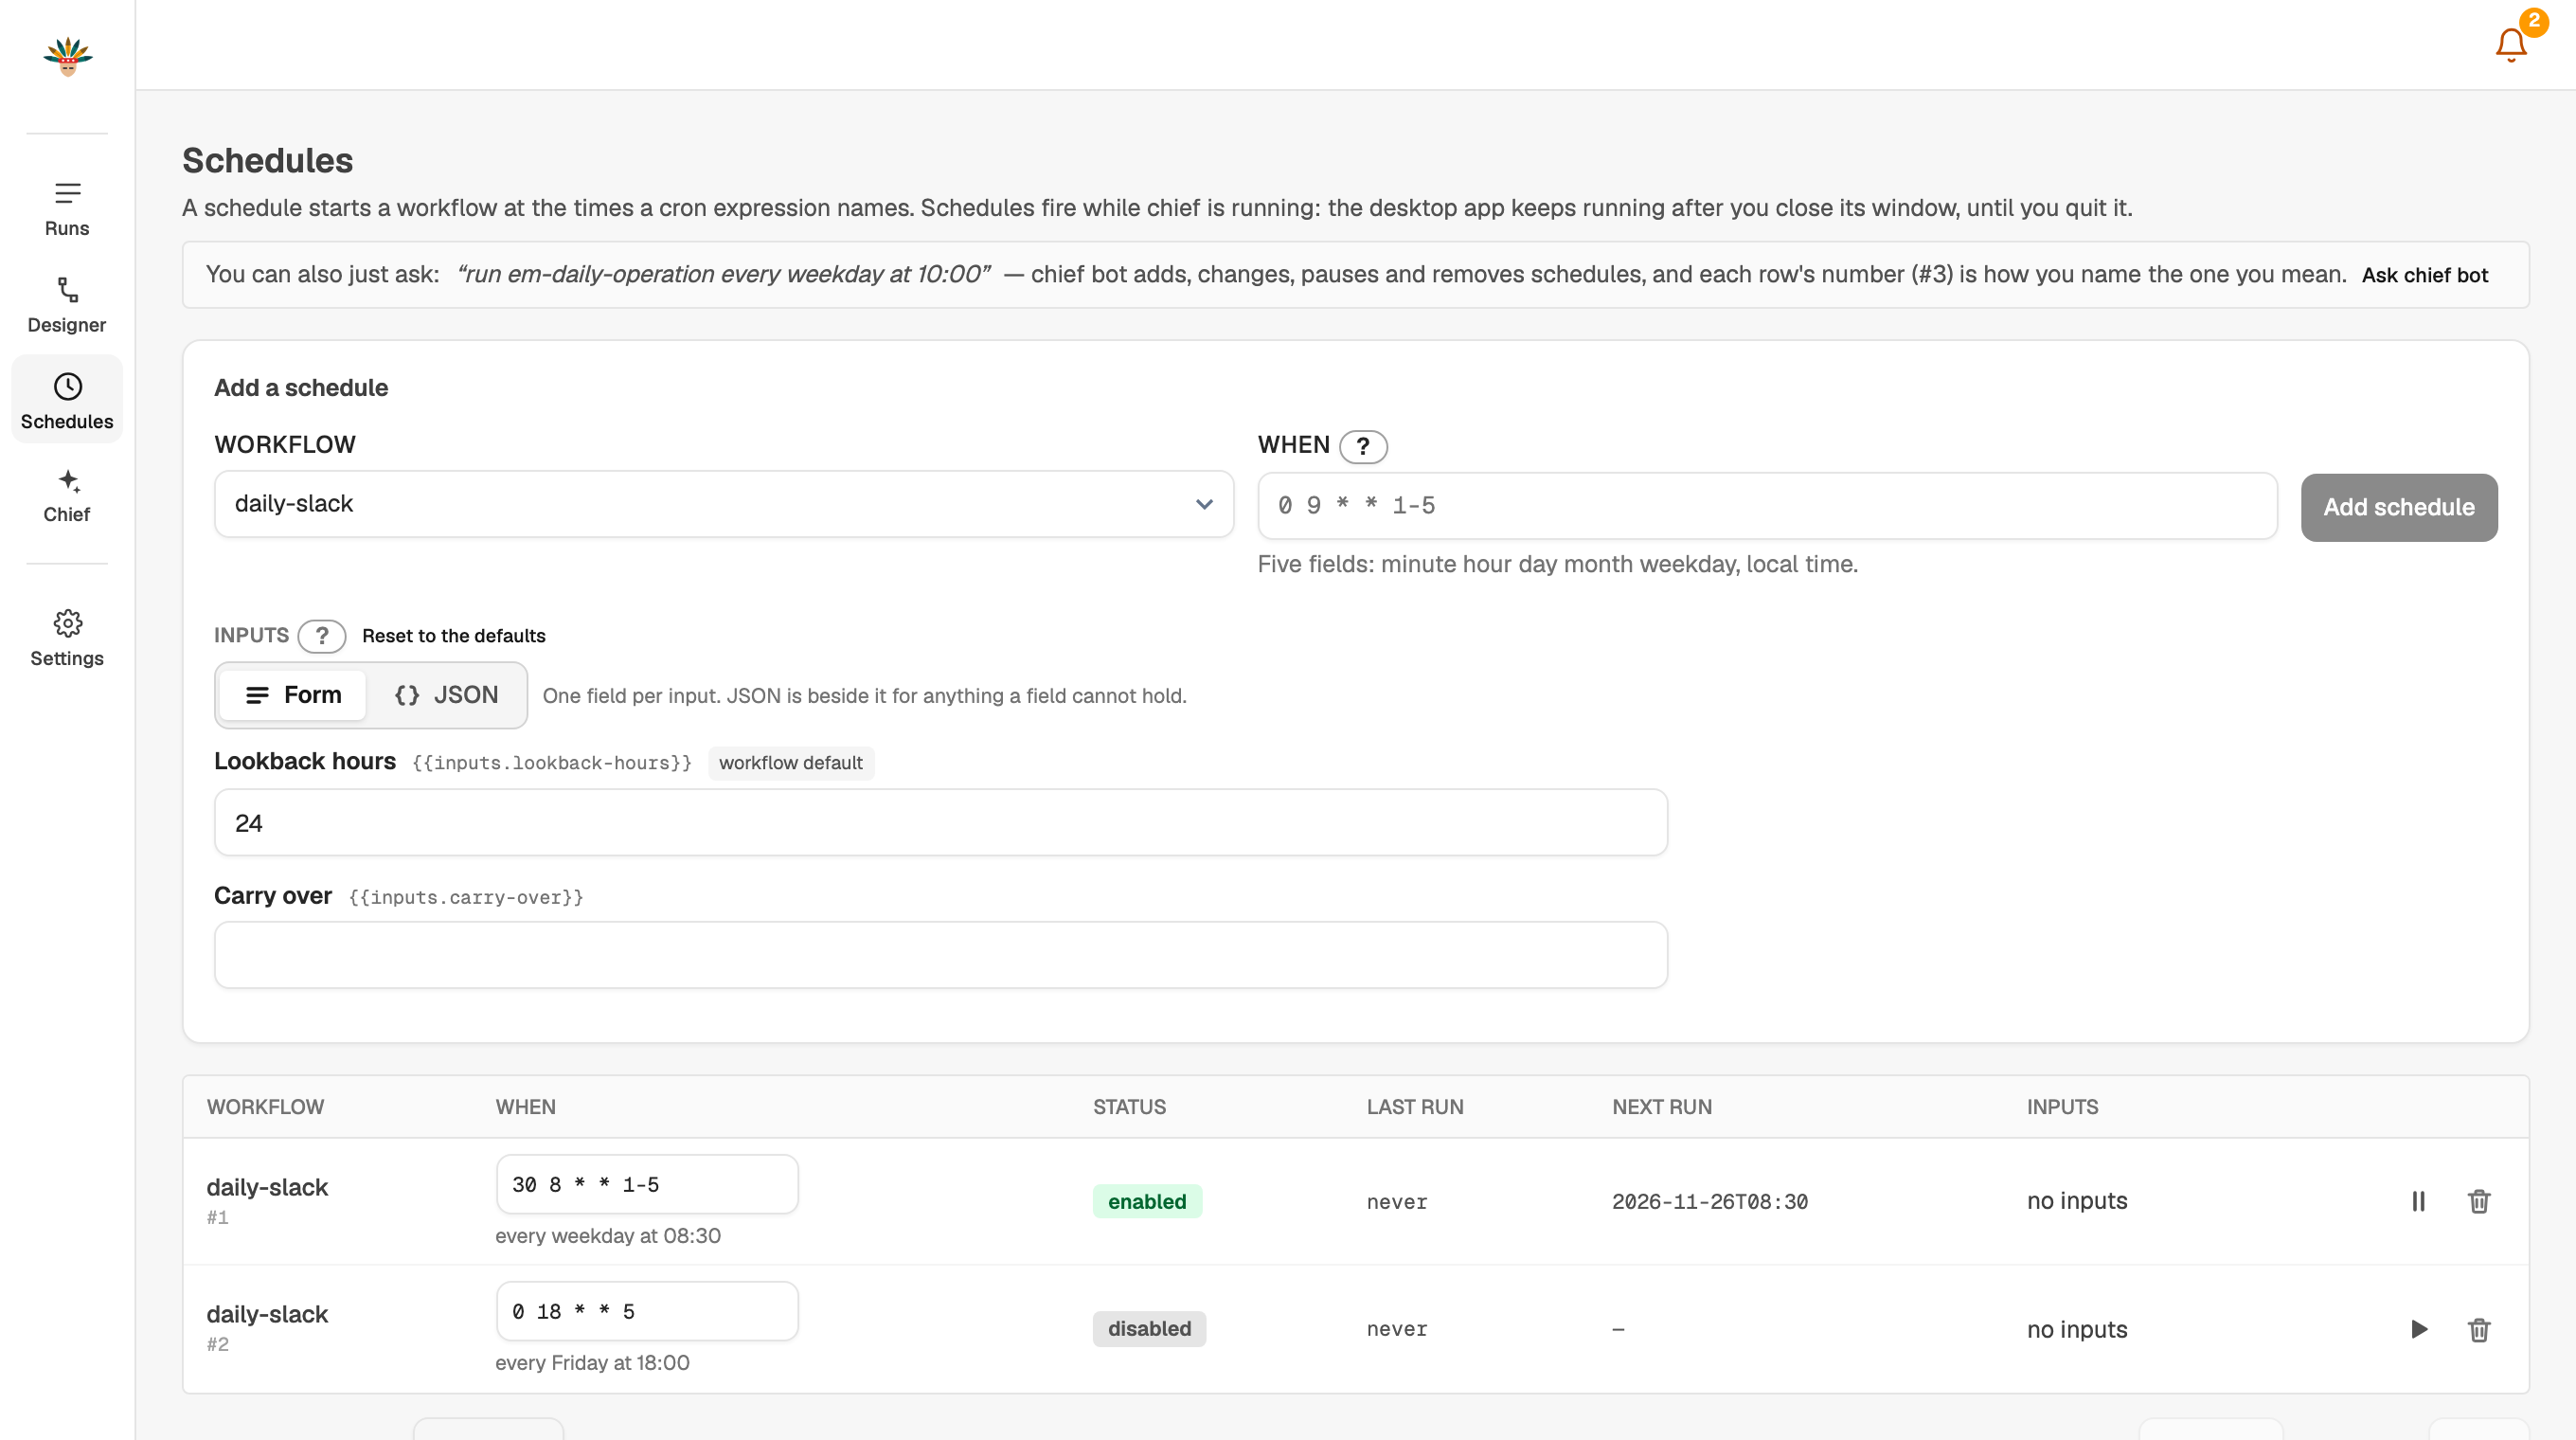 2
Runs
Designer
Schedules
Chief
Settings
Schedules
A schedule starts a workflow at the times a cron expression names. Schedules fire while chief is running: the desktop app keeps running after you close its window, until you quit it.
You can also just ask: “run em-daily-operation every weekday at 10:00” — chief bot adds, changes, pauses and removes schedules, and each row's number (#3) is how you name the one you mean. Ask chief bot
Add a schedule
WORKFLOW
daily-slack
WHEN ?
0 9 * * 1-5
Add schedule
Five fields: minute hour day month weekday, local time.
INPUTS ? Reset to the defaults
Form {} JSON One field per input. JSON is beside it for anything a field cannot hold.
Lookback hours {{inputs.lookback-hours}} workflow default
24
Carry over {{inputs.carry-over}}
WORKFLOW WHEN STATUS LAST RUN NEXT RUN INPUTS
daily-slack
#1
30 8 * * 1-5
every weekday at 08:30
enabled never 2026-11-26T08:30 no inputs
daily-slack
#2
0 18 * * 5
every Friday at 18:00
disabled never – no inputs